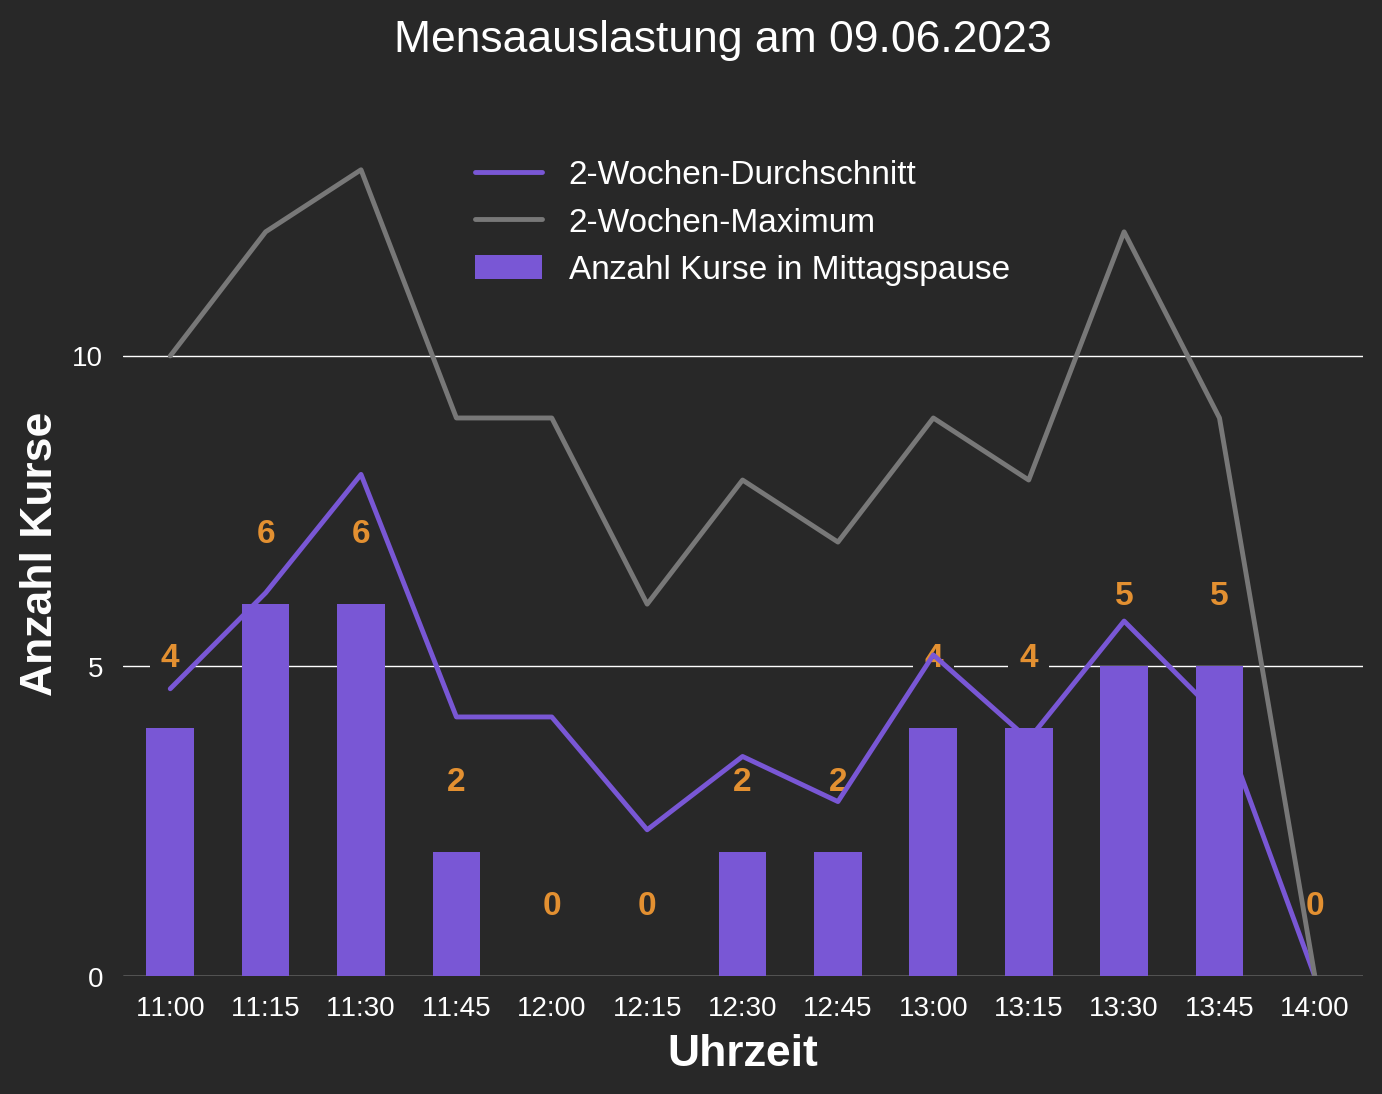 Mensaauslastung am 09.06.2023
2-Wochen-Durchschnitt
2-Wochen-Maximum
Anzahl Kurse in Mittagspause
Anzahl Kurse
10
5
0
4
6
6
2
0
0
2
2
4
4
5
5
0
11:00 11:15 11:30 11:45 12:00 12:15 12:30 12:45 13:00 13:15 13:30 13:45 14:00
Uhrzeit